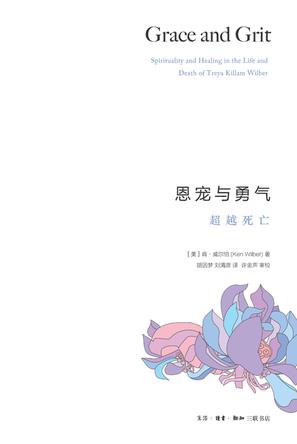 Grace and Grit
Spirituality and Healing in the Life and
Death of Treya Killam Wilber
恩宠与勇气
超越死亡
[美] 肯·威尔伯 (Ken Wilber) 著
胡因梦 刘清彦 译 许金声 审校
生活·讀書·新知 三联书店